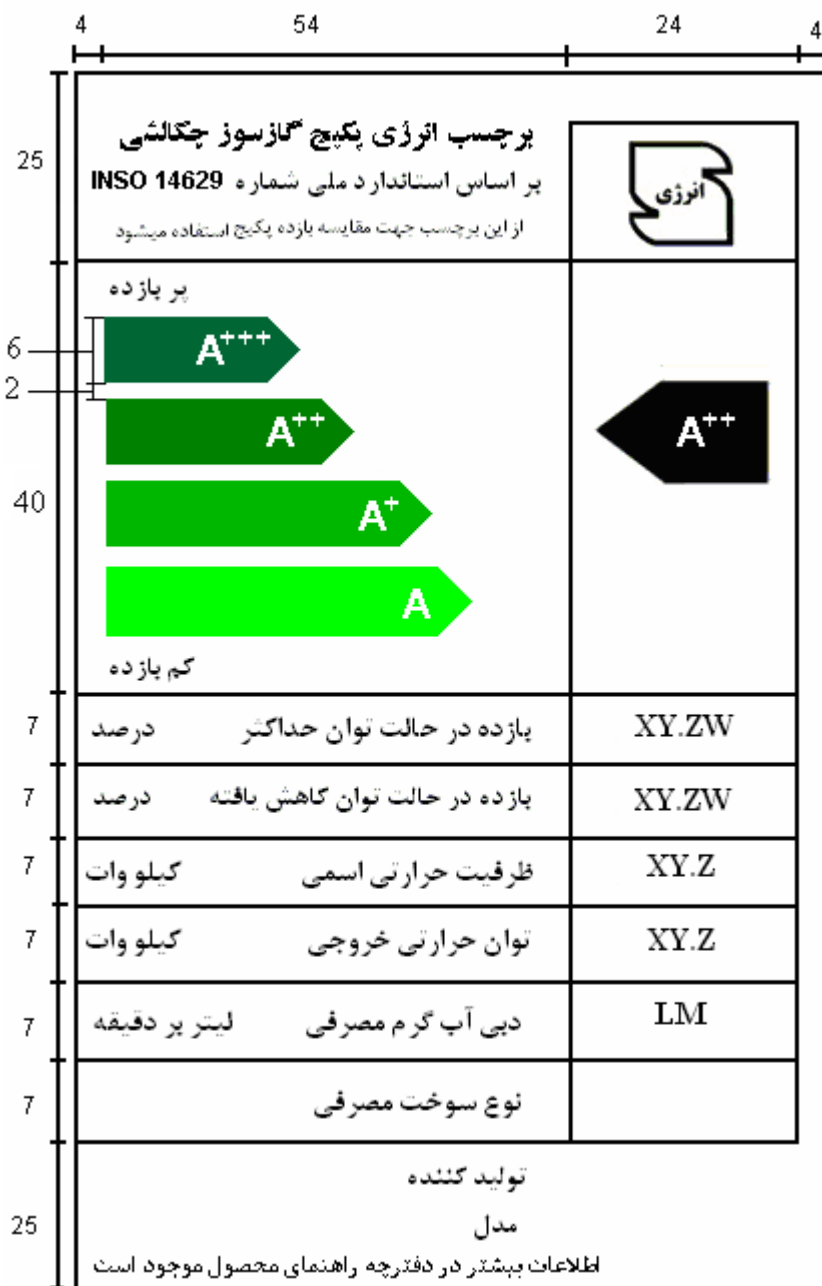 4 54 24 4
25
برچسب انرژی پکیج گازسوز چگالشی
بر اساس استاندارد ملی شماره INSO 14629
از این برچسب جهت مقایسه بازده پکیج استفاده میشود
انرژی
پر بازده
6
A+++
2
A++
A++
40
A+
A
کم بازده
7
بازده در حالت توان حداکثر درصد
XY.ZW
7
بازده در حالت توان کاهش یافته درصد
XY.ZW
7
ظرفیت حرارتی اسمی کیلو وات
XY.Z
7
توان حرارتی خروجی کیلو وات
XY.Z
7
دبی آب گرم مصرفی لیتر بر دقیقه
LM
7
نوع سوخت مصرفی
25
تولید کننده
مدل
اطلاعات بیشتر در دفترچه راهنمای محصول موجود است